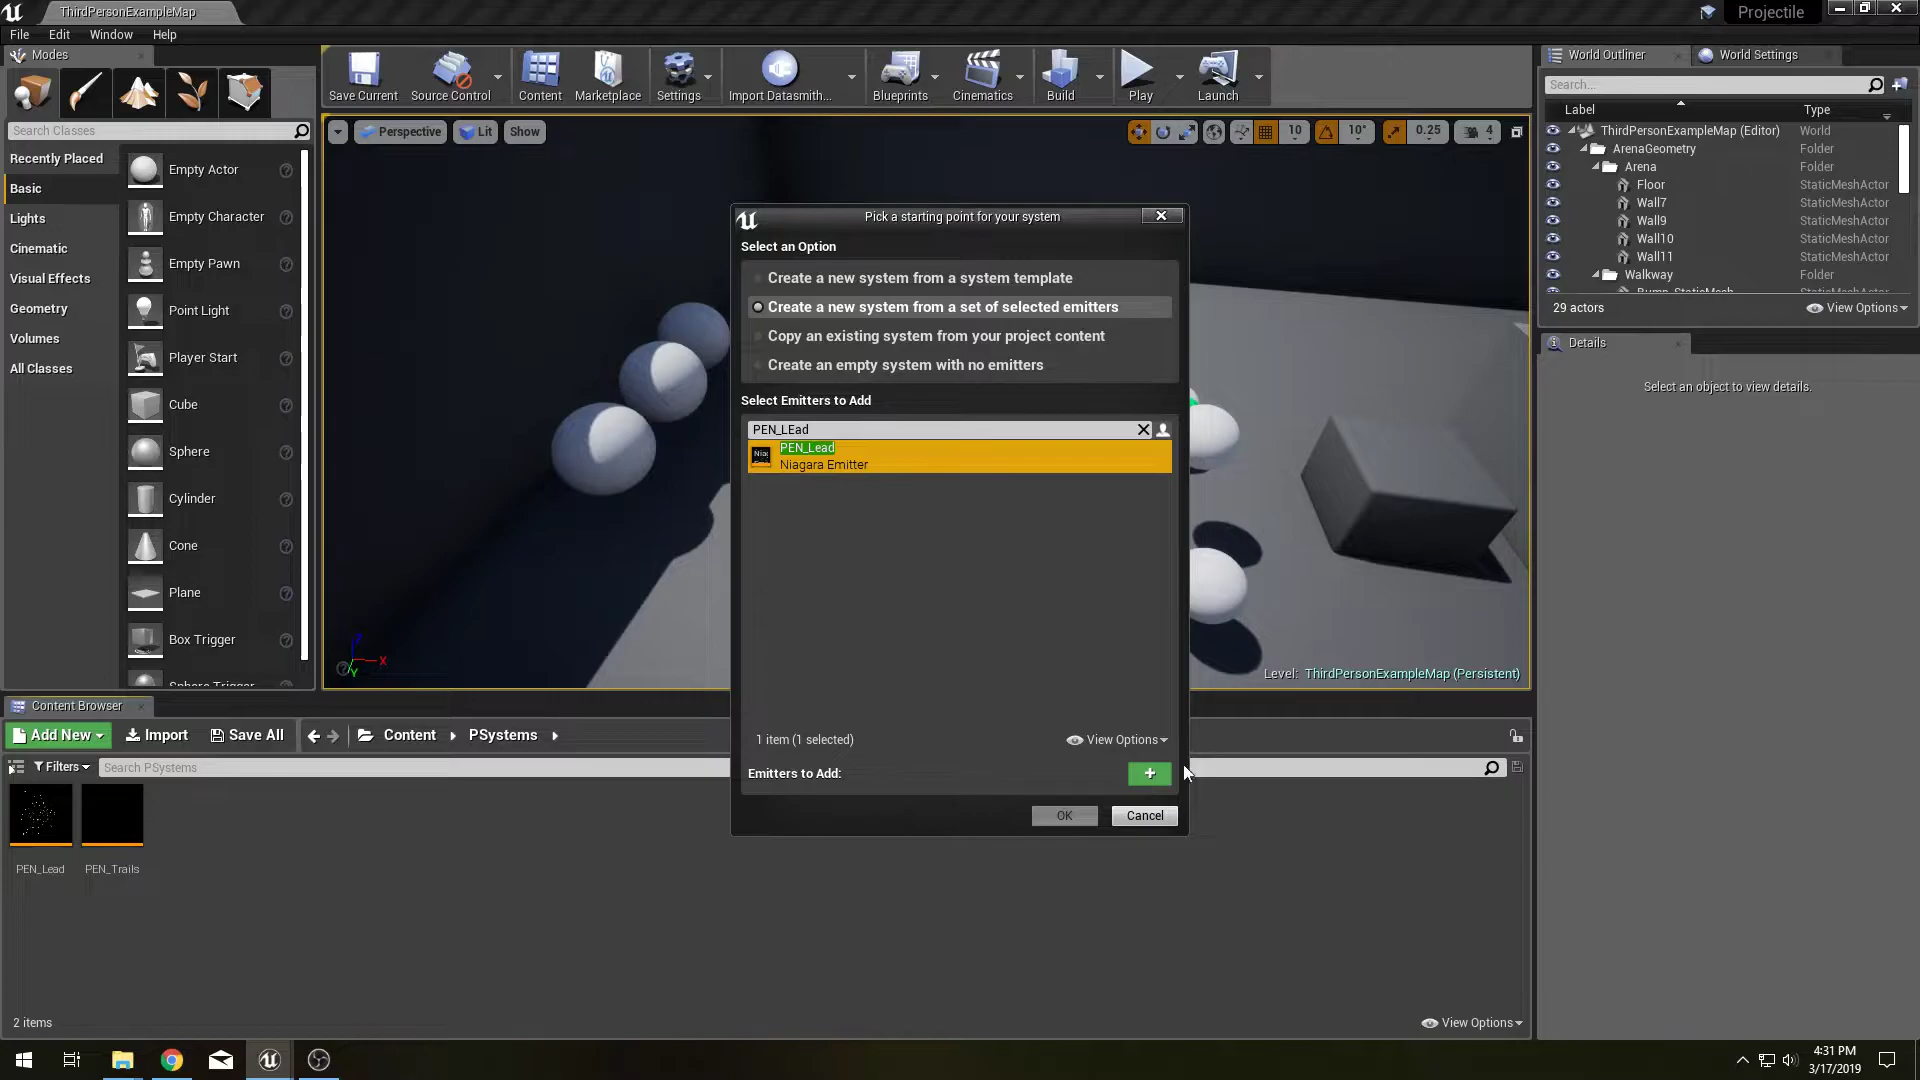 ThirdPersonExampleMap
Projectile
File Edit Window Help
Modes
World Outliner
World Settings
Save Current
Source Control
Content
Marketplace
Settings
Import Datasmith...
Blueprints
Cinematics
Build
Play
Launch
Search Classes
Recently Placed
Basic
Lights
Cinematic
Visual Effects
Geometry
Volumes
All Classes
Empty Actor
Empty Character
Empty Pawn
Point Light
Player Start
Cube
Sphere
Cylinder
Cone
Plane
Box Trigger
Sphere Trigger
Perspective
Lit
Show
10
10°
0.25
4
X
Y
Level: ThirdPersonExampleMap (Persistent)
Pick a starting point for your system
Select an Option
Create a new system from a system template
Create a new system from a set of selected emitters
Copy an existing system from your project content
Create an empty system with no emitters
Select Emitters to Add
PEN_LEad
PEN_Lead
Niagara Emitter
1 item (1 selected)
View Options
Emitters to Add:
OK
Cancel
Search...
Label Type
ThirdPersonExampleMap (Editor) World
ArenaGeometry Folder
Arena Folder
Floor StaticMeshActor
Wall7 StaticMeshActor
Wall9 StaticMeshActor
Wall10 StaticMeshActor
Wall11 StaticMeshActor
Walkway Folder
29 actors
View Options
Details
Select an object to view details.
Content Browser
Add New
Import
Save All
Content
PSystems
Filters
Search PSystems
PEN_Lead
PEN_Trails
2 items
View Options
4:31 PM
3/17/2019